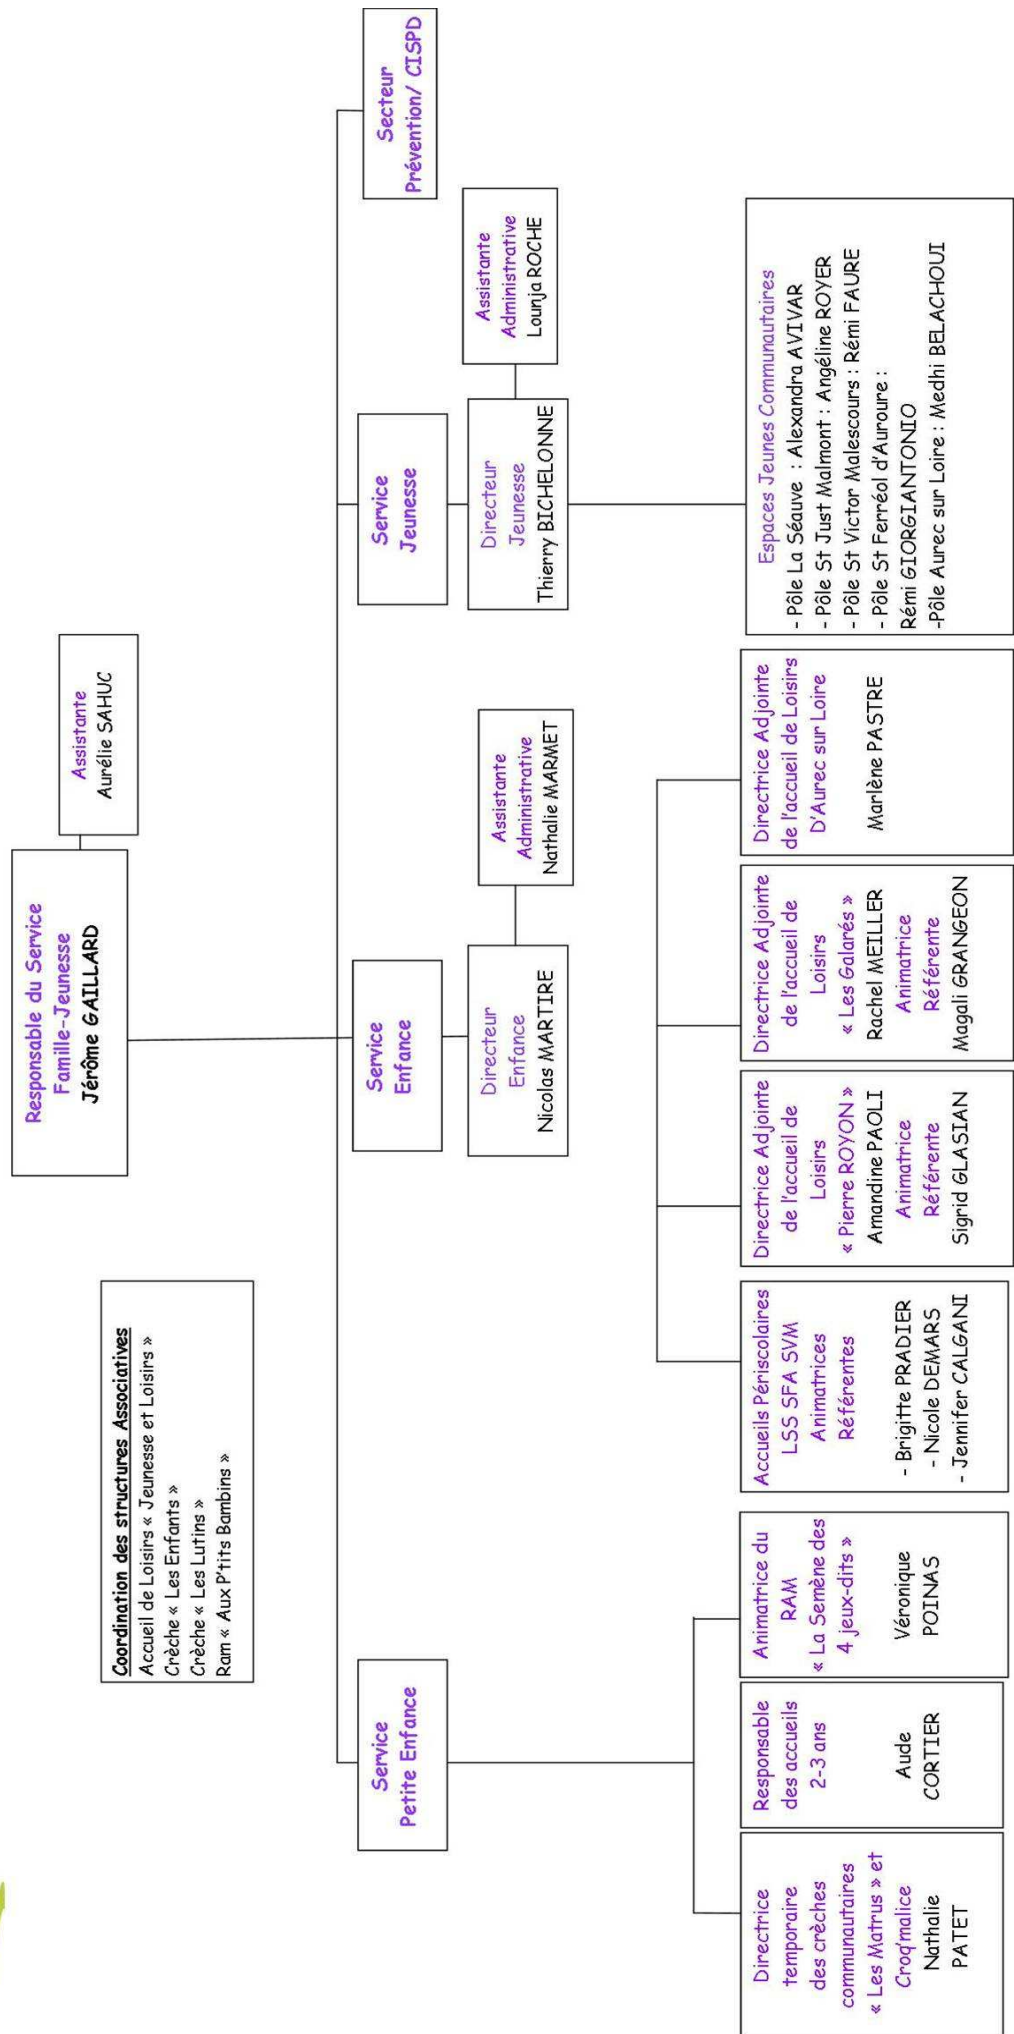 Responsable du Service
Famille-Jeunesse
Jérôme GAILLARD
Assistante
Aurélie SAHUC
Coordination des structures Associatives
Accueil de Loisirs « Jeunesse et Loisirs »
Crèche « Les Enfants »
Crèche « Les Lutins »
Ram « Aux P'tits Bambins »
Service
Petite Enfance
Service
Enfance
Service
Jeunesse
Secteur
Prévention/ CISPD
Directeur
Enfance
Nicolas MARTIRE
Assistante
Administrative
Nathalie MARMET
Directeur
Jeunesse
Thierry BICHELONNE
Assistante
Administrative
Lounja ROCHE
Directrice
temporaire
des crèches
communautaires
« Les Matrus » et
Croq'malice
Nathalie
PATET
Responsable
des accueils
2-3 ans
Aude
CORTIER
Animatrice du
RAM
« La Semène des
4 jeux-dits »
Véronique
POINAS
Accueils Périscolaires
LSS SFA SVM
Animatrices
Référentes
- Brigitte PRADIER
- Nicole DEMARS
- Jennifer CALGANI
Directrice Adjointe
de l'accueil de
Loisirs
« Pierre ROYON »
Amandine PAOLI
Animatrice
Référente
Sigrid GLASIAN
Directrice Adjointe
de l'accueil de
Loisirs
« Les Galarés »
Rachel MEILLER
Animatrice
Référente
Magali GRANGEON
Directrice Adjointe
de l'accueil de Loisirs
D'Aurec sur Loire
Marlène PASTRE
Espaces Jeunes Communautaires
- Pôle La Séauve : Alexandra AVIVAR
- Pôle St Just Malmont : Angéline ROYER
- Pôle St Victor Malescours : Rémi FAURE
- Pôle St Ferréol d'Auroure :
Rémi GIORGIANTONIO
-Pôle Aurec sur Loire : Medhi BELACHOUI